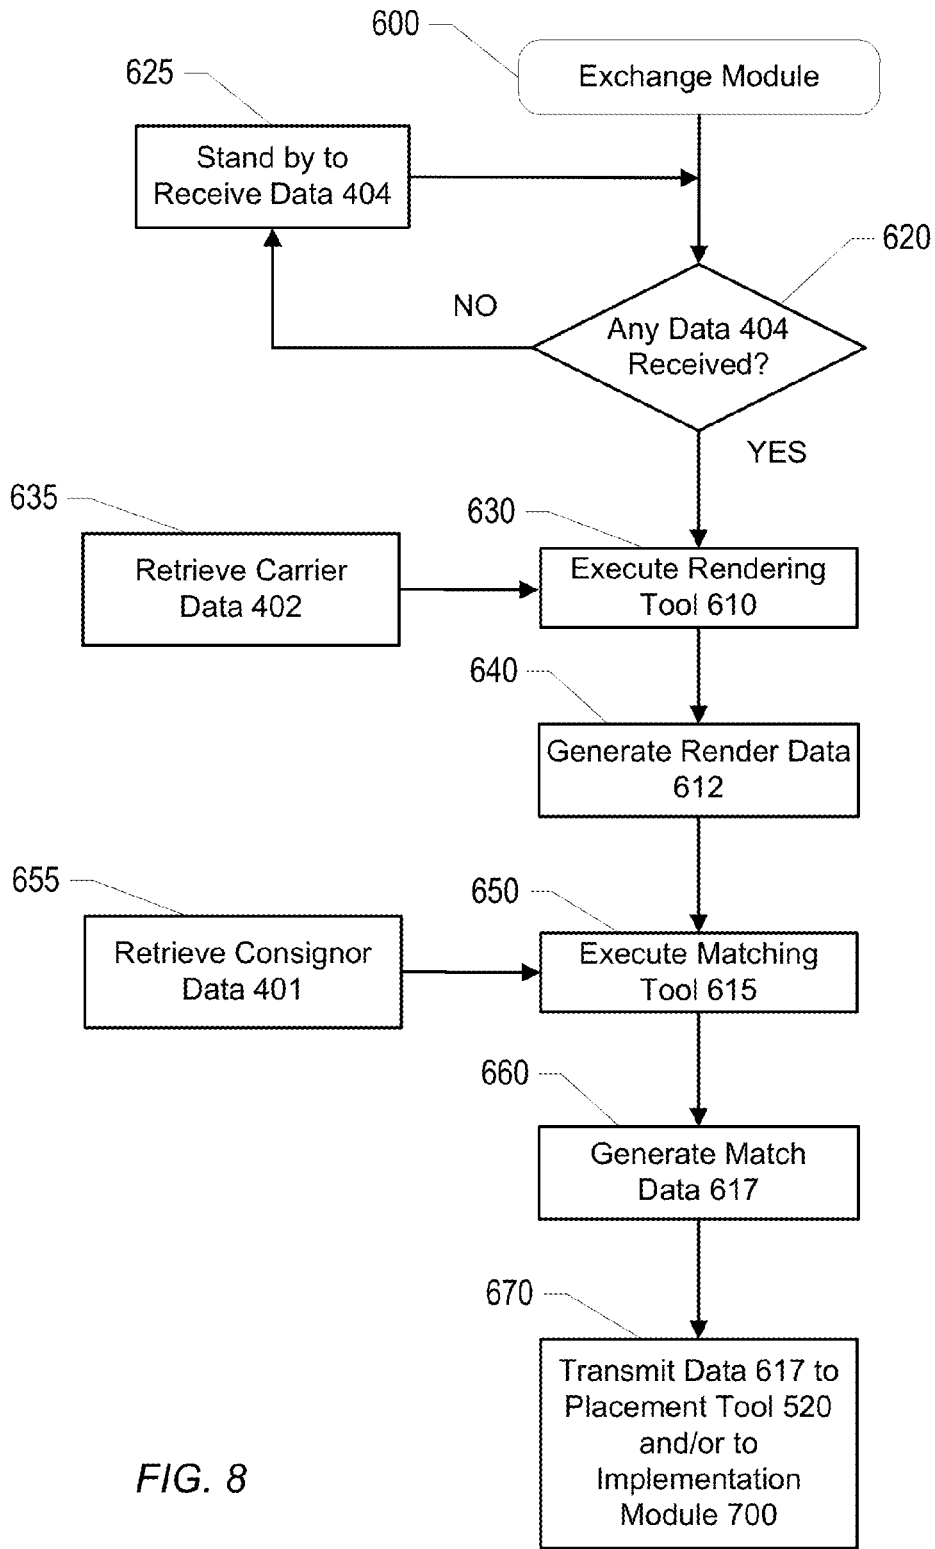 600
Exchange Module
625
Stand by to
Receive Data 404
620
NO
Any Data 404
Received?
YES
635
630
Retrieve Carrier
Data 402
Execute Rendering
Tool 610
640
Generate Render Data
612
655
650
Retrieve Consignor
Data 401
Execute Matching
Tool 615
660
Generate Match
Data 617
670
Transmit Data 617 to
Placement Tool 520
and/or to
Implementation
Module 700
FIG. 8